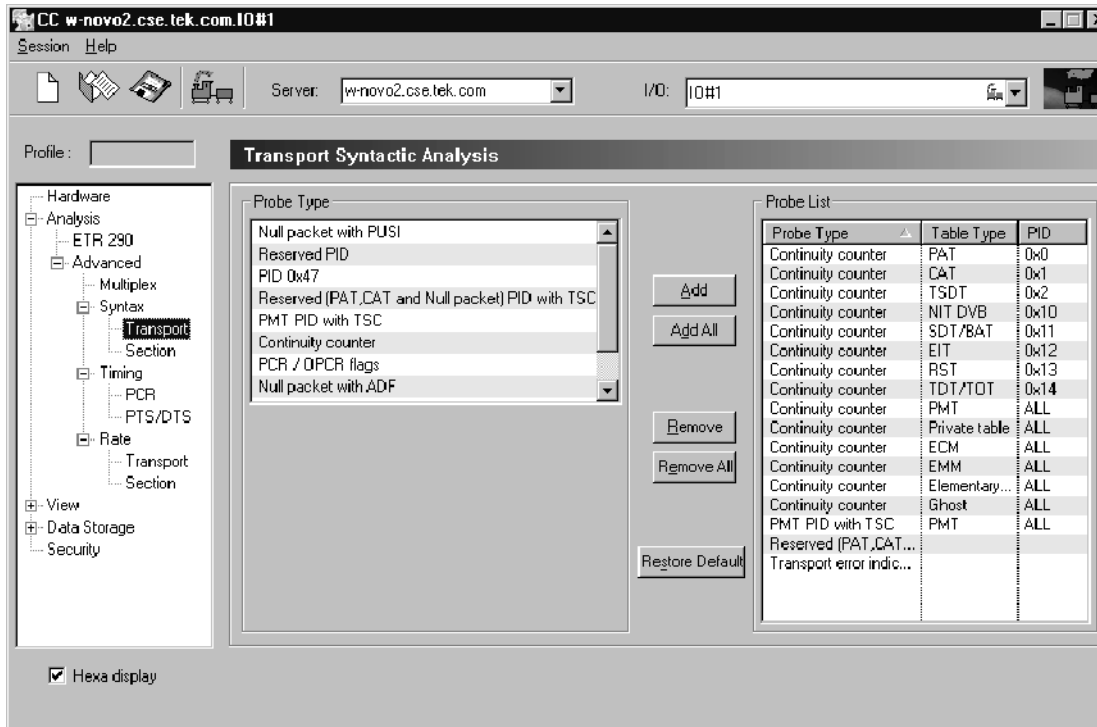 CC w-novo2.cse.tek.com.IO#1
Session Help
Server: w-novo2.cse.tek.com I/O: IO#1
Profile :
Transport Syntactic Analysis
Hardware
Analysis
ETR 290
Advanced
Multiplex
Syntax
Transport
Section
Timing
PCR
PTS/DTS
Rate
Transport
Section
View
Data Storage
Security
Probe Type
Null packet with PUSI
Reserved PID
PID 0x47
Reserved (PAT,CAT and Null packet) PID with TSC
PMT PID with TSC
Continuity counter
PCR / OPCR flags
Null packet with ADF
Add
Add All
Remove
Remove All
Restore Default
Probe List
Probe Type Table Type PID
Continuity counter PAT 0x0
Continuity counter CAT 0x1
Continuity counter TSDT 0x2
Continuity counter NIT DVB 0x10
Continuity counter SDT/BAT 0x11
Continuity counter EIT 0x12
Continuity counter RST 0x13
Continuity counter TDT/TOT 0x14
Continuity counter PMT ALL
Continuity counter Private table ALL
Continuity counter ECM ALL
Continuity counter EMM ALL
Continuity counter Elementary... ALL
Continuity counter Ghost ALL
PMT PID with TSC PMT ALL
Reserved (PAT,CAT...
Transport error indic...
Hexa display